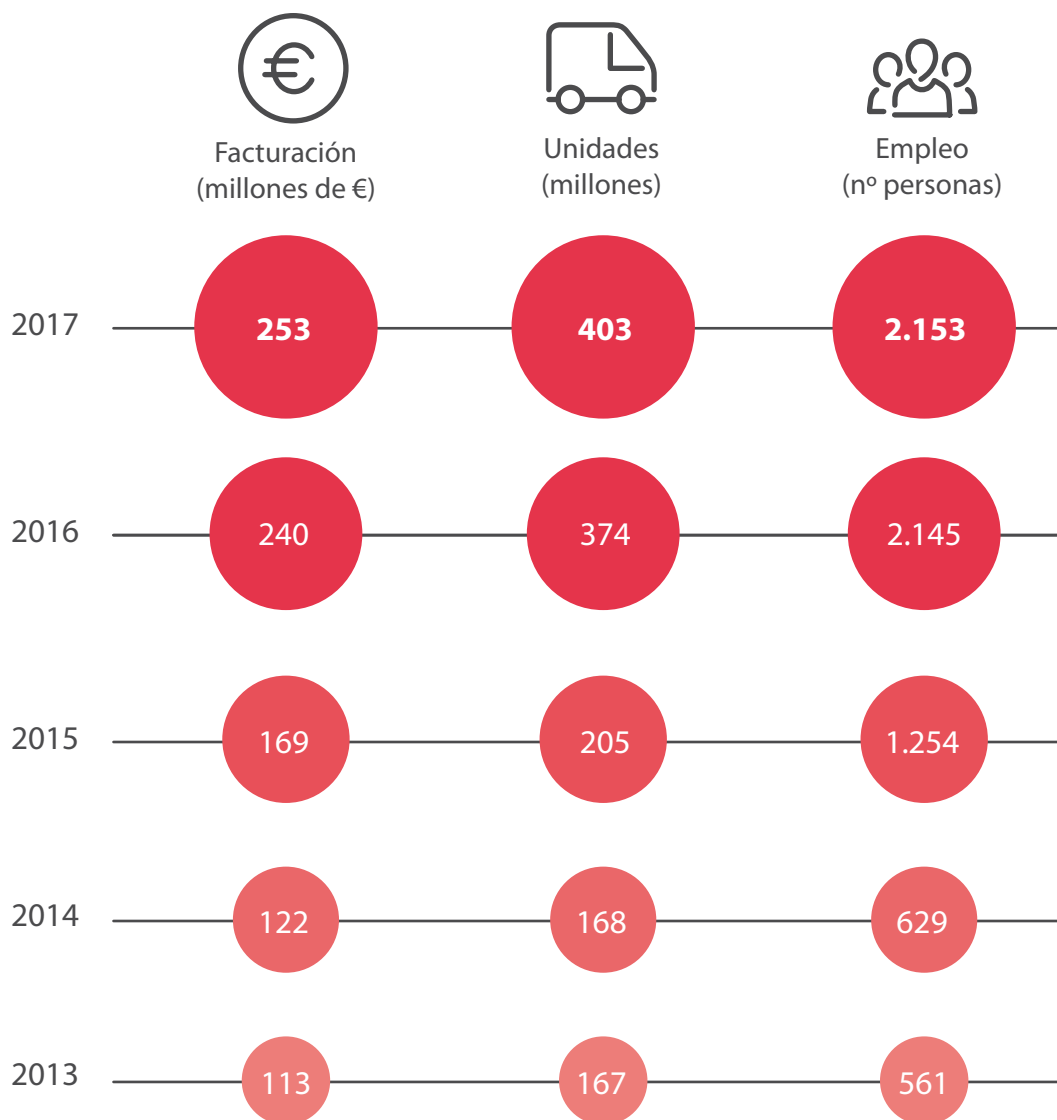 €
Facturación
(millones de €)
Unidades
(millones)
Empleo
(nº personas)
2017 253 403 2.153
2016 240 374 2.145
2015 169 205 1.254
2014 122 168 629
2013 113 167 561